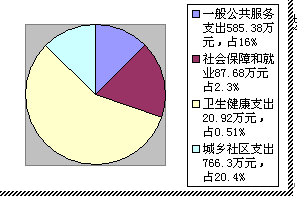 一般公共服务
支出585.38万
元，占16%
社会保障和就
业87.68万元，
占2.3%
卫生健康支出
20.92万元，
占0.51%
城乡社区支出
766.3万元，
占20.4%